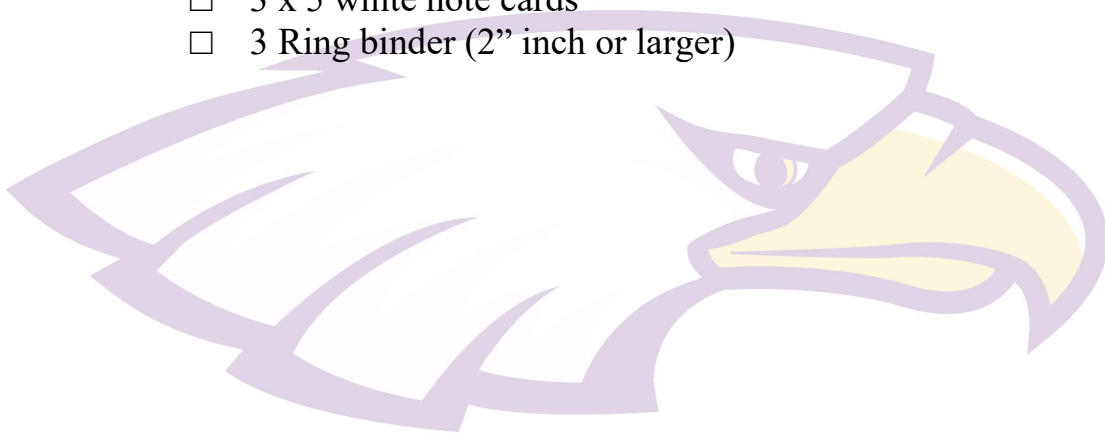 ☐ 3 x 5 white note cards
☐ 3 Ring binder (2” inch or larger)